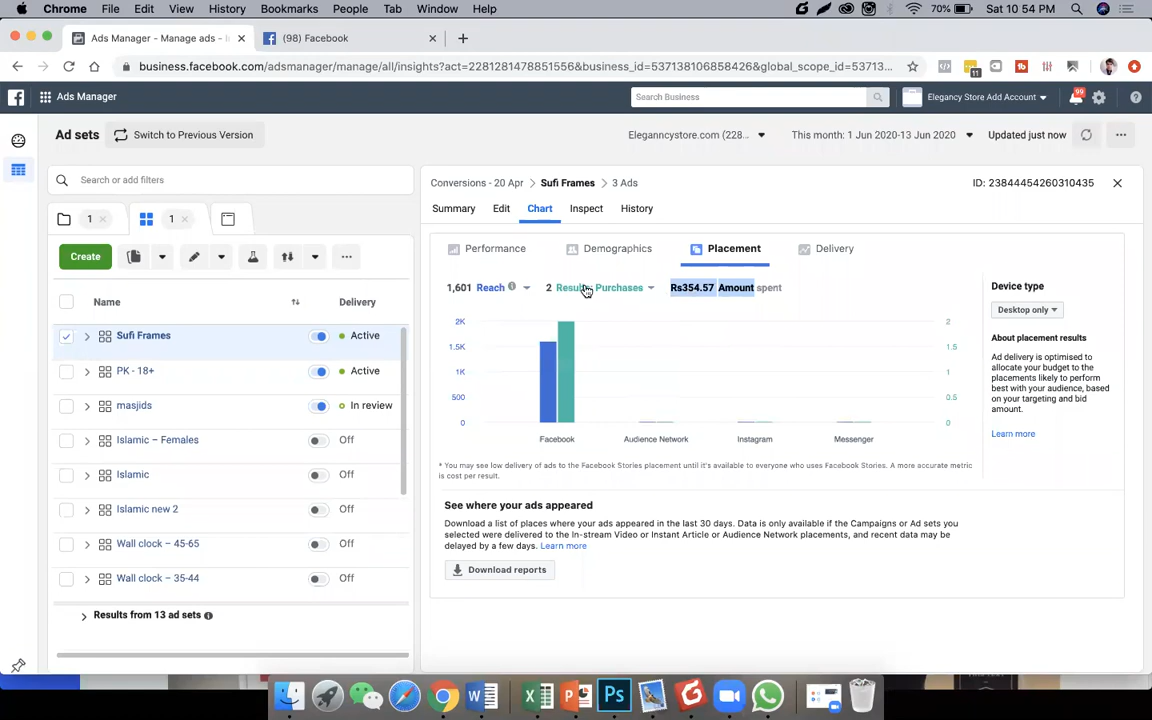 Chrome File Edit View History Bookmarks People Tab Window Help 70% Sat 10:54 PM
Ads Manager - Manage ads - (98) Facebook
business.facebook.com/adsmanager/manage/all/insights?act=2281281478851556&business_id=537138106858426&global_scope_id=53713...
11
Ads Manager Search Business Elegancy Store Add Account 99
Ad sets Switch to Previous Version Eleganncystore.com (228... This month: 1 Jun 2020-13 Jun 2020 Updated just now
Search or add filters
Conversions - 20 Apr Sufi Frames 3 Ads ID: 23844454260310435
Summary Edit Chart Inspect History
1 1
Create
Performance Demographics Placement Delivery
1,601 Reach 2 Results: Purchases Rs354.57 Amount spent
Device type
Desktop only
Name Delivery
Sufi Frames Active
PK - 18+ Active
masjids In review
Islamic – Females Off
Islamic Off
Islamic new 2 Off
Wall clock – 45-65 Off
Wall clock – 35-44 Off
Results from 13 ad sets
2K 2
1.5K 1.5
1K 1
500 0.5
0 0
Facebook Audience Network Instagram Messenger
About placement results
Ad delivery is optimised to
allocate your budget to the
placements likely to perform
best with your audience, based
on your targeting and bid
amount.
Learn more
* You may see low delivery of ads to the Facebook Stories placement until it's available to everyone who uses Facebook Stories. A more accurate metric
is cost per result.
See where your ads appeared
Download a list of places where your ads appeared in the last 30 days. Data is only available if the Campaigns or Ad sets you
selected were delivered to the In-stream Video or Instant Article or Audience Network placements, and recent data may be
delayed by a few days. Learn more
Download reports
Ps